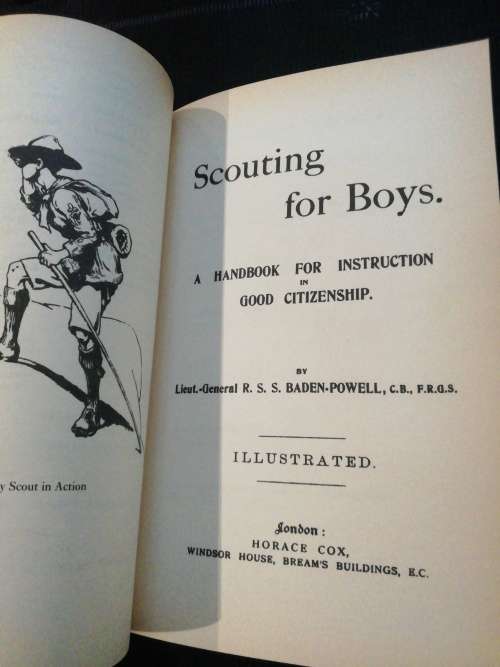 y Scout in Action
Scouting
for Boys.
A HANDBOOK FOR INSTRUCTION
IN
GOOD CITIZENSHIP.
BY
Lieut.-General R. S. S. BADEN-POWELL, C.B., F.R.G.S.
ILLUSTRATED.
London:
HORACE COX,
WINDSOR HOUSE, BREAM'S BUILDINGS, E.C.